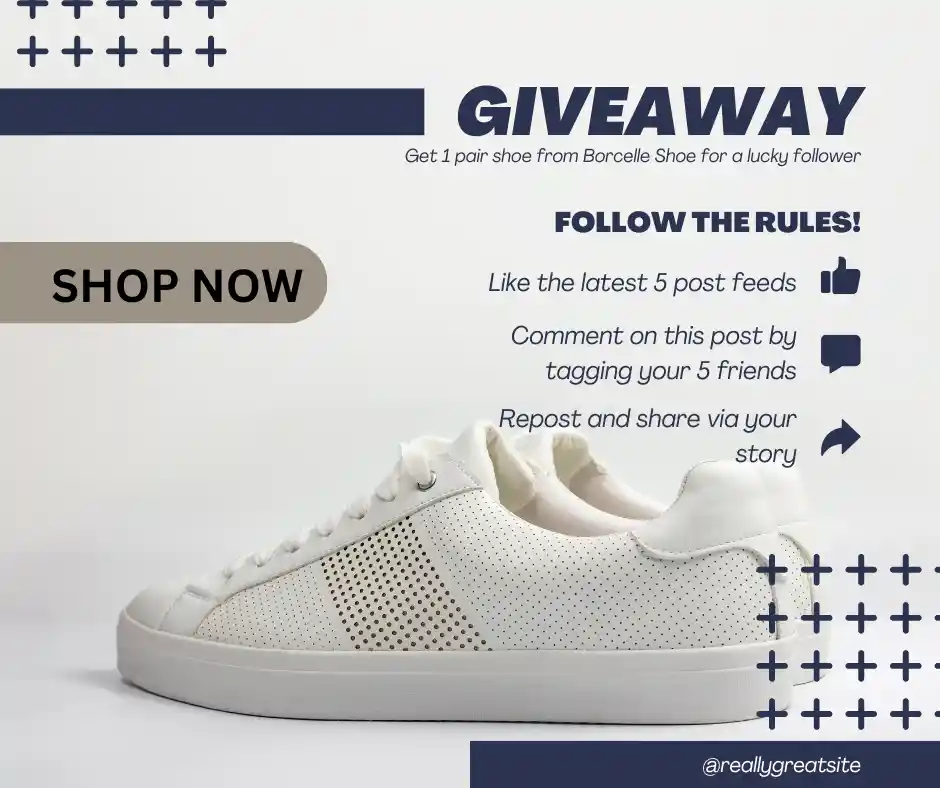 GIVEAWAY
Get 1 pair shoe from Borcelle Shoe for a lucky follower
FOLLOW THE RULES!
SHOP NOW
Like the latest 5 post feeds
Comment on this post by
tagging your 5 friends
Repost and share via your
story
@reallygreatsite